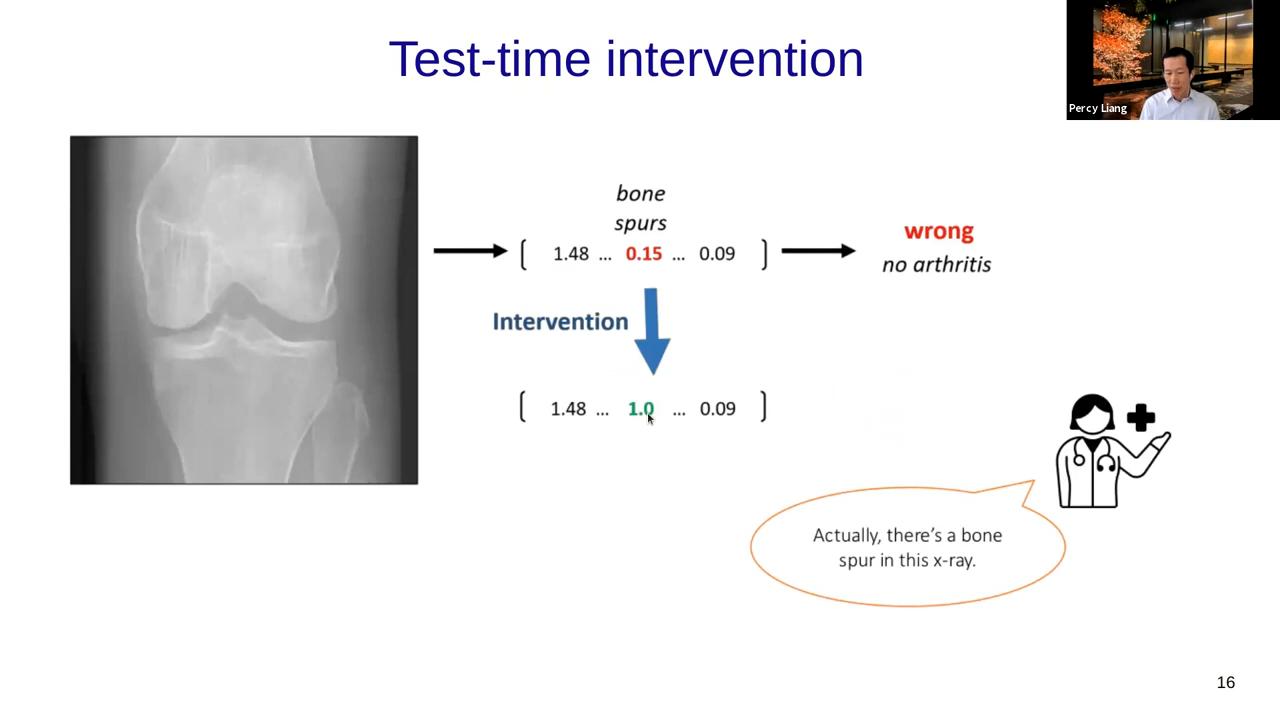 Test-time intervention
Percy Liang
bone
spurs
[ 1.48 ... 0.15 ... 0.09 ]
wrong
no arthritis
Intervention
[ 1.48 ... 1.0 ... 0.09 ]
Actually, there's a bone
spur in this x-ray.
16